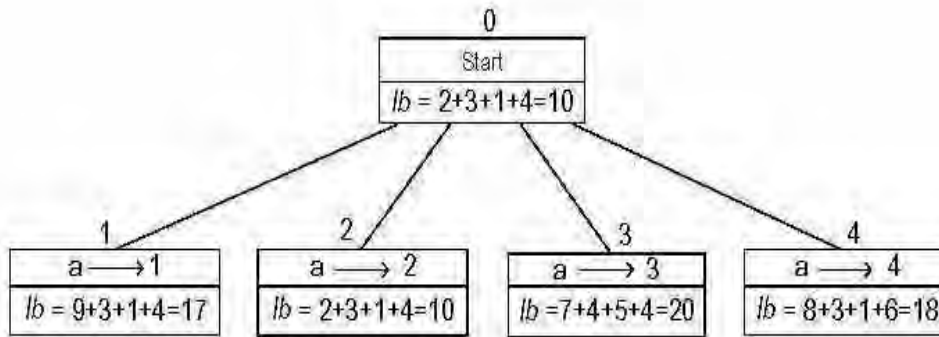 0
Start
lb = 2+3+1+4=10
1
a ⟶ 1
lb = 9+3+1+4=17
2
a ⟶ 2
lb = 2+3+1+4=10
3
a ⟶ 3
lb =7+4+5+4=20
4
a ⟶ 4
lb = 8+3+1+6=18